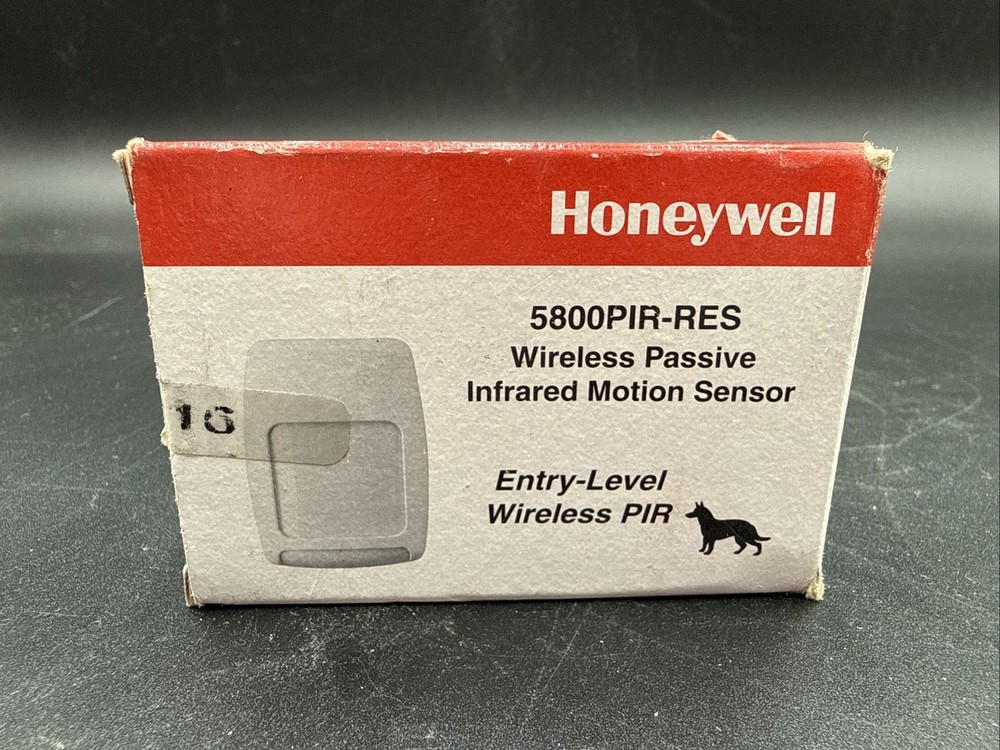 Honeywell
5800PIR-RES
Wireless Passive
Infrared Motion Sensor
16
Entry-Level
Wireless PIR